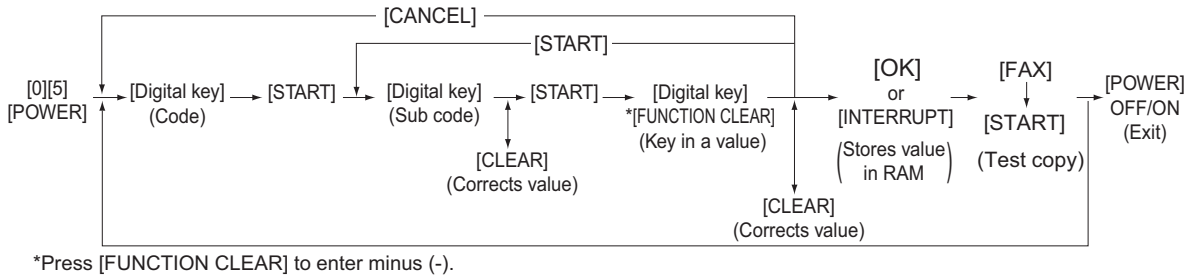 [CANCEL]
[START]
[0][5]
[POWER]
[Digital key]
(Code)
[START]
[Digital key]
(Sub code)
[CLEAR]
(Corrects value)
[START]
[Digital key]
*[FUNCTION CLEAR]
(Key in a value)
[CLEAR]
(Corrects value)
[OK]
or
[INTERRUPT]
(Stores value
in RAM)
[FAX]
[START]
(Test copy)
[POWER]
OFF/ON
(Exit)
*Press [FUNCTION CLEAR] to enter minus (-).